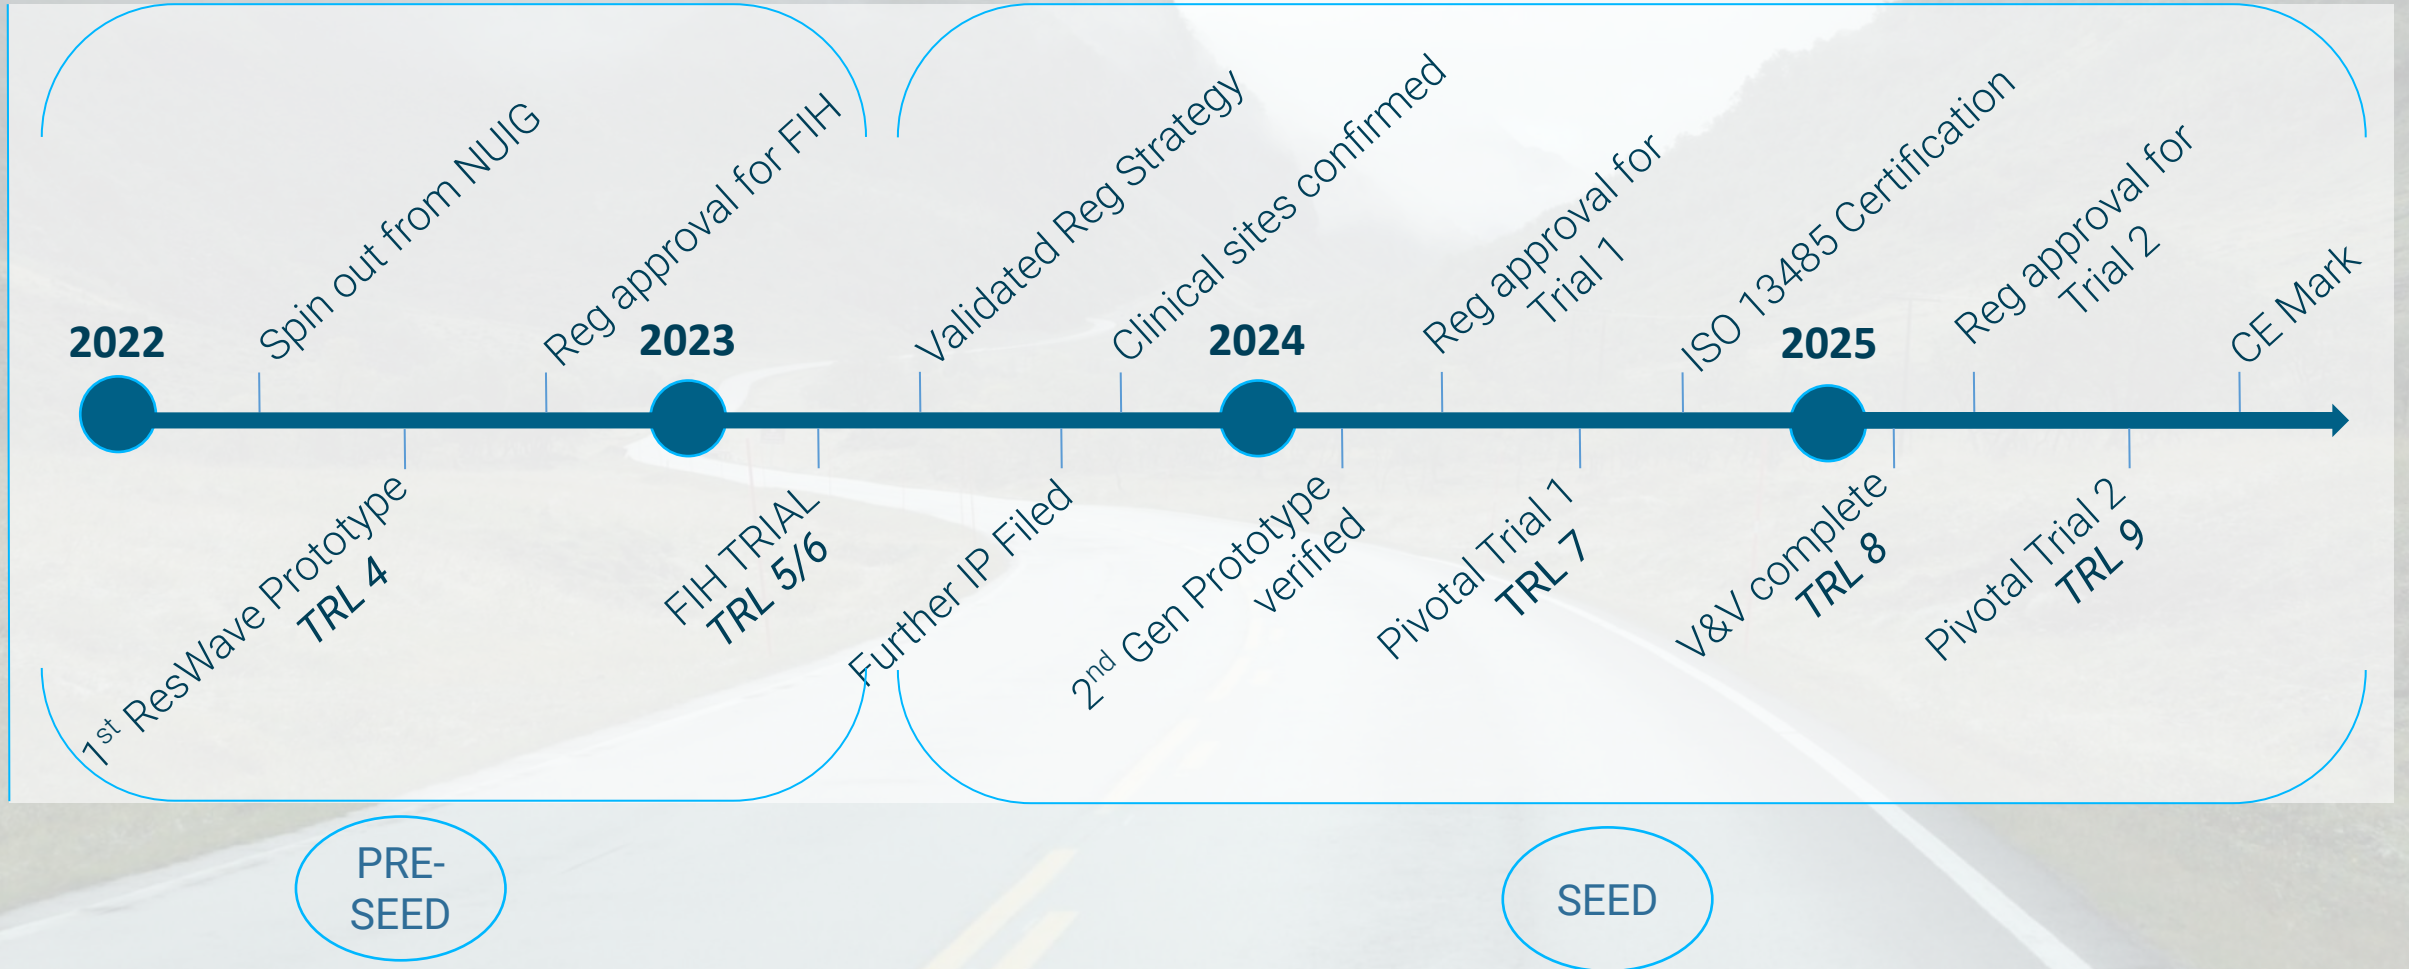 Spin out from NUIG
Reg approval for FIH
Validated Reg Strategy
Clinical sites confirmed
Reg approval for
Trial 1
ISO 13485 Certification
Reg approval for
Trial 2
CE Mark
2022
2023
2024
2025
1st ResWave Prototype
TRL 4
FIH TRIAL
TRL 5/6
Further IP Filed
2nd Gen Prototype
verified
Pivotal Trial 1
TRL 7
V&V complete
TRL 8
Pivotal Trial 2
TRL 9
PRE-
SEED
SEED